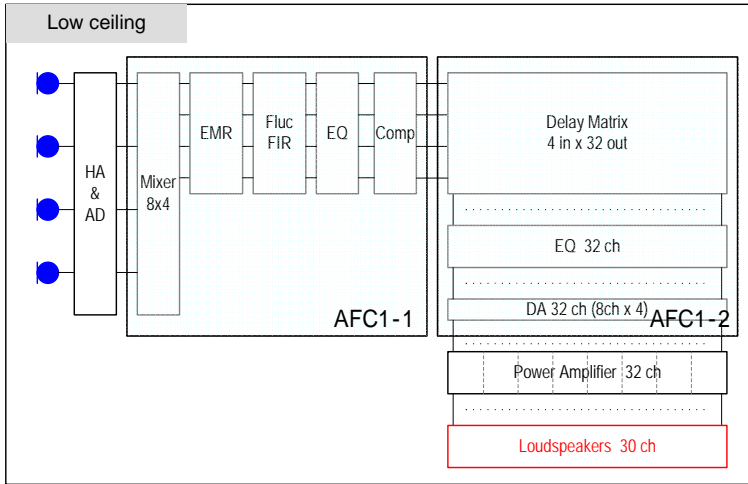 Low ceiling
HA
&
AD
Mixer
8x4
EMR
Fluc
FIR
EQ
Comp
AFC1-1
Delay Matrix
4 in x 32 out
EQ 32 ch
DA 32 ch (8ch x 4)
AFC1-2
Power Amplifier 32 ch
Loudspeakers 30 ch